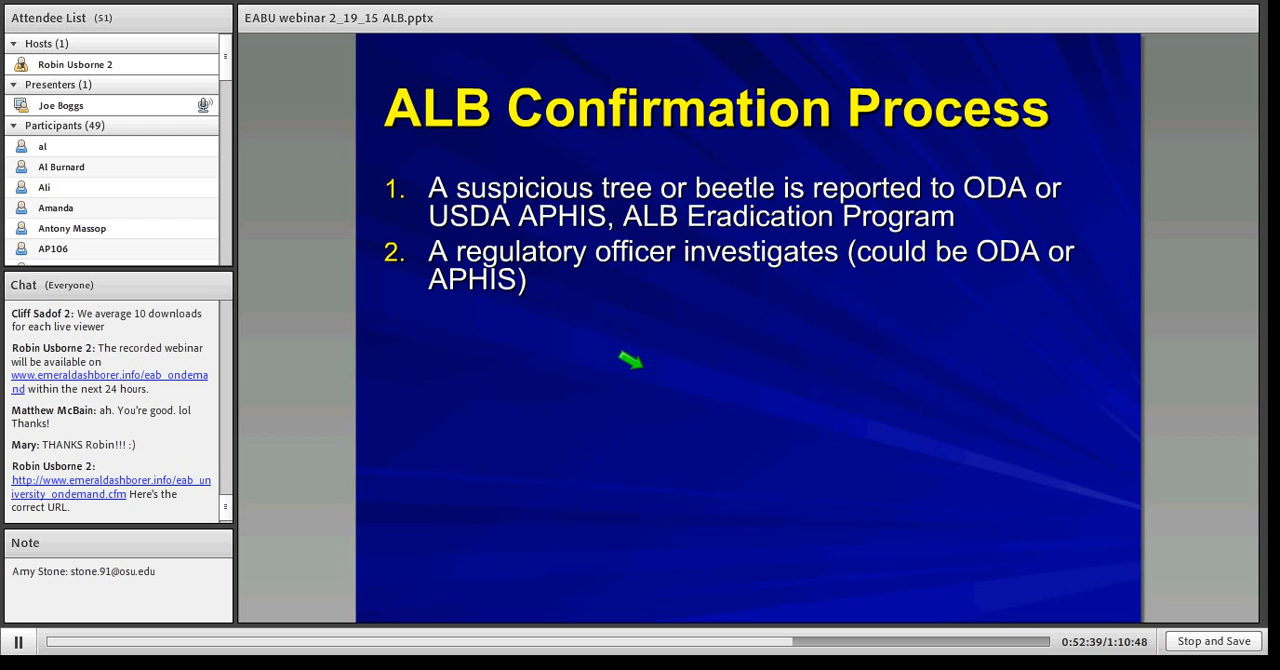 Attendee List (51)
Hosts (1)
Robin Usborne 2
Presenters (1)
Joe Boggs
Participants (49)
al
Al Burnard
Ali
Amanda
Antony Massop
AP106
Chat (Everyone)
Cliff Sadof 2: We average 10 downloads
for each live viewer
Robin Usborne 2: The recorded webinar
will be available on
www.emeraldashborer.info/eab_ondema
nd within the next 24 hours.
Matthew McBain: ah. You're good. lol
Thanks!
Mary: THANKS Robin!!! :)
Robin Usborne 2:
http://www.emeraldashborer.info/eab_un
iversity_ondemand.cfm Here's the
correct URL.
Note
Amy Stone: stone.91@osu.edu
EABU webinar 2_19_15 ALB.pptx
ALB Confirmation Process
1. A suspicious tree or beetle is reported to ODA or
USDA APHIS, ALB Eradication Program
2. A regulatory officer investigates (could be ODA or
APHIS)
0:52:39/1:10:48
Stop and Save